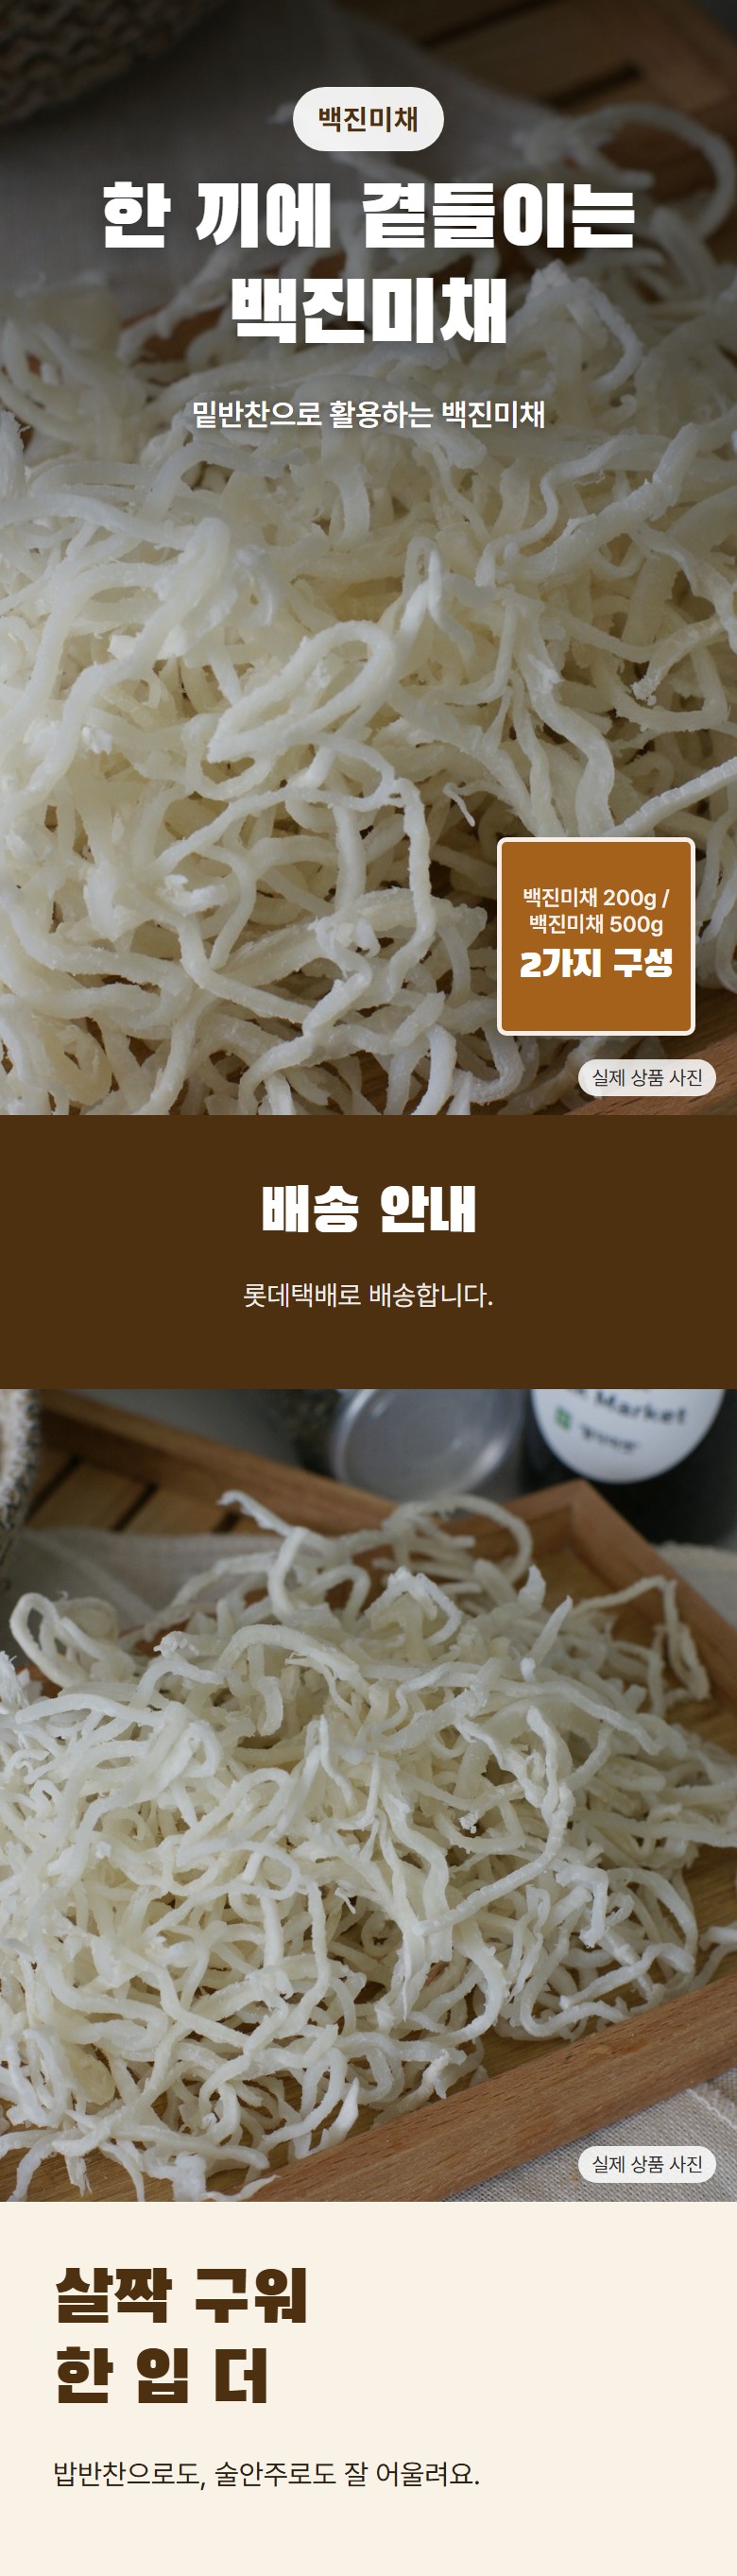 백진미채
한 끼에 곁들이는
백진미채
밑반찬으로 활용하는 백진미채
백진미채 200g /
백진미채 500g
2가지 구성
실제 상품 사진
배송 안내
롯데택배로 배송합니다.
Market
실제 상품 사진
살짝 구워
한 입 더
밥반찬으로도, 술안주로도 잘 어울려요.